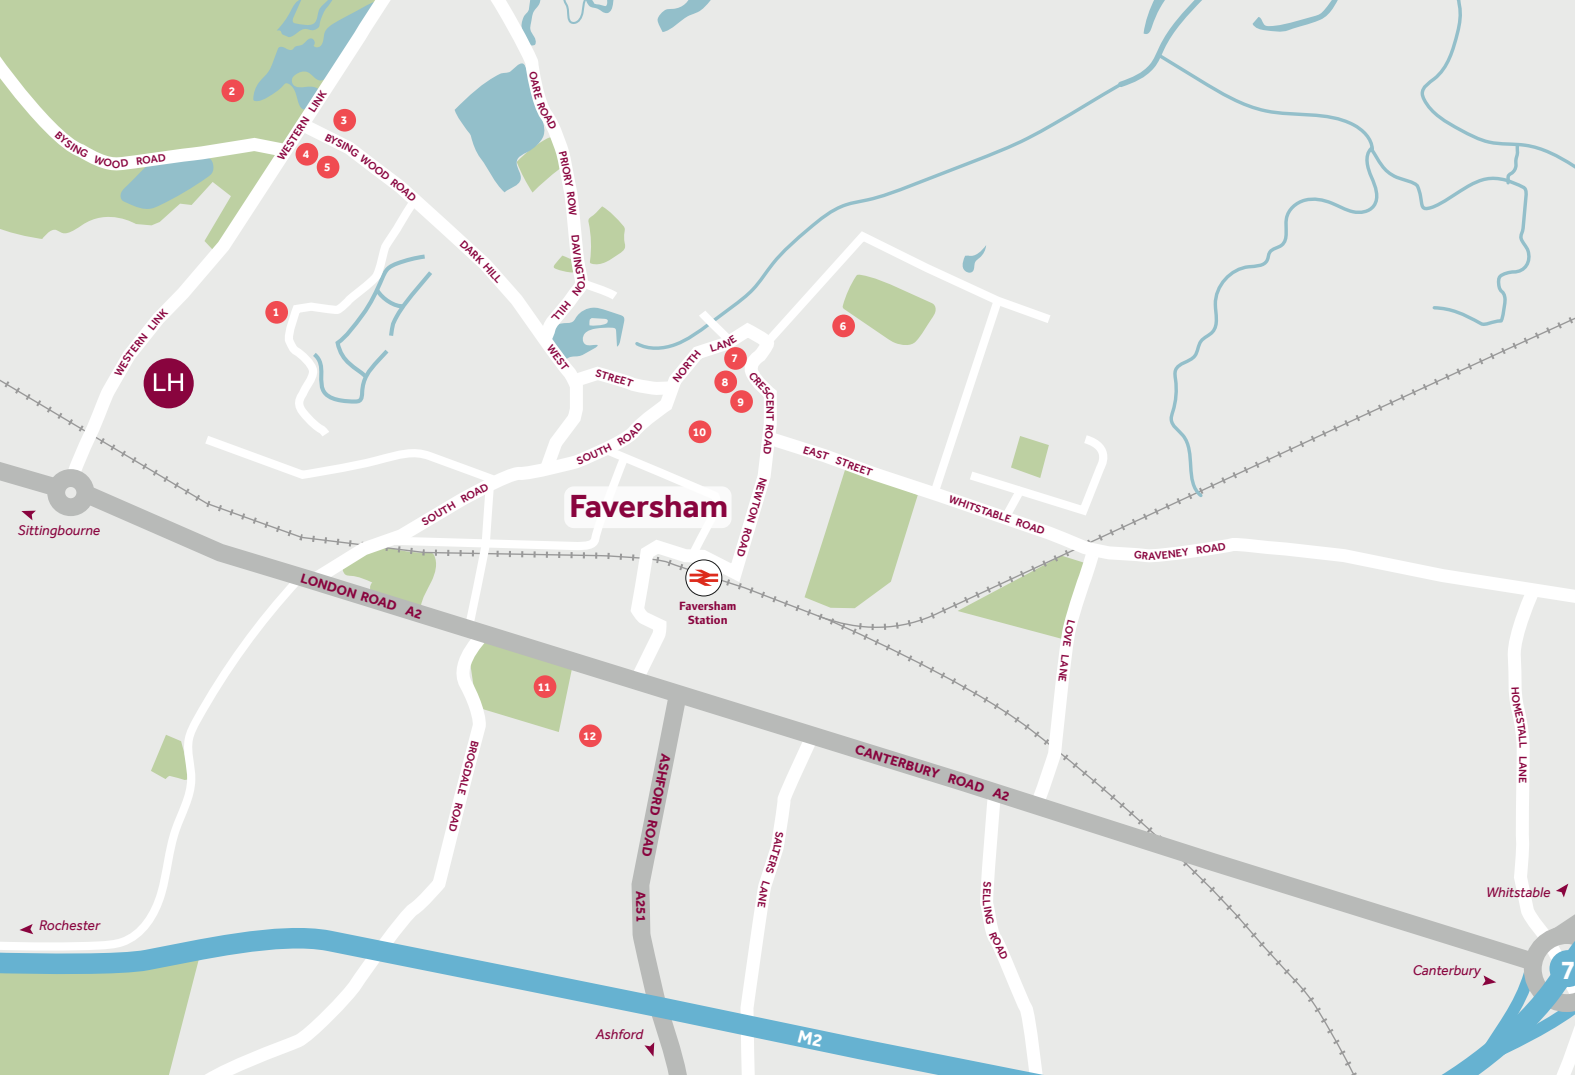 2
3
4
5
BYSING WOOD ROAD
WESTERN LINK
BYSING WOOD ROAD
OARE ROAD
PRIORY ROW
DAVINGTON HILL
DARK HILL
1
WESTERN LINK
LH
6
WEST STREET
NORTH LANE
7
8
9
10
CRESCENT ROAD
SOUTH ROAD
SOUTH ROAD
EAST STREET
WHITSTABLE ROAD
GRAVENEY ROAD
NEWTON ROAD
Faversham
Sittingbourne
Faversham
Station
LONDON ROAD A2
LOVE LANE
11
12
HOMESTALL LANE
BROGDALE ROAD
ASHFORD ROAD
A251
CANTERBURY ROAD A2
SALTERS LANE
SELLING ROAD
Whitstable
Rochester
Canterbury
7
Ashford
M2